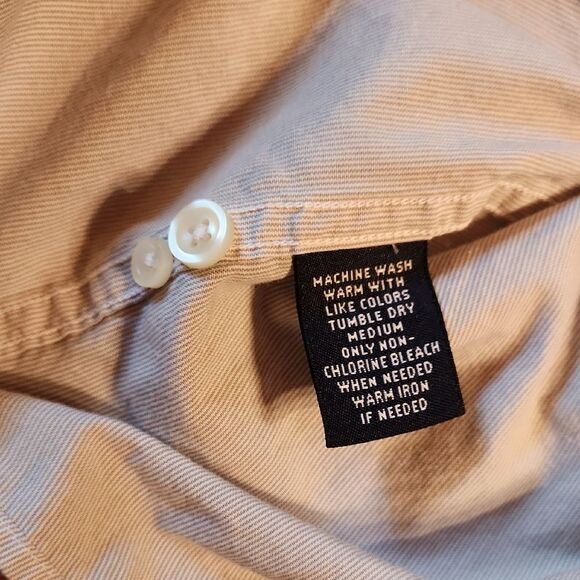 MACHINE WASH
WARM WITH
LIKE COLORS
TUMBLE DRY
MEDIUM
ONLY NON-
CHLORINE BLEACH
WHEN NEEDED
WARM IRON
IF NEEDED